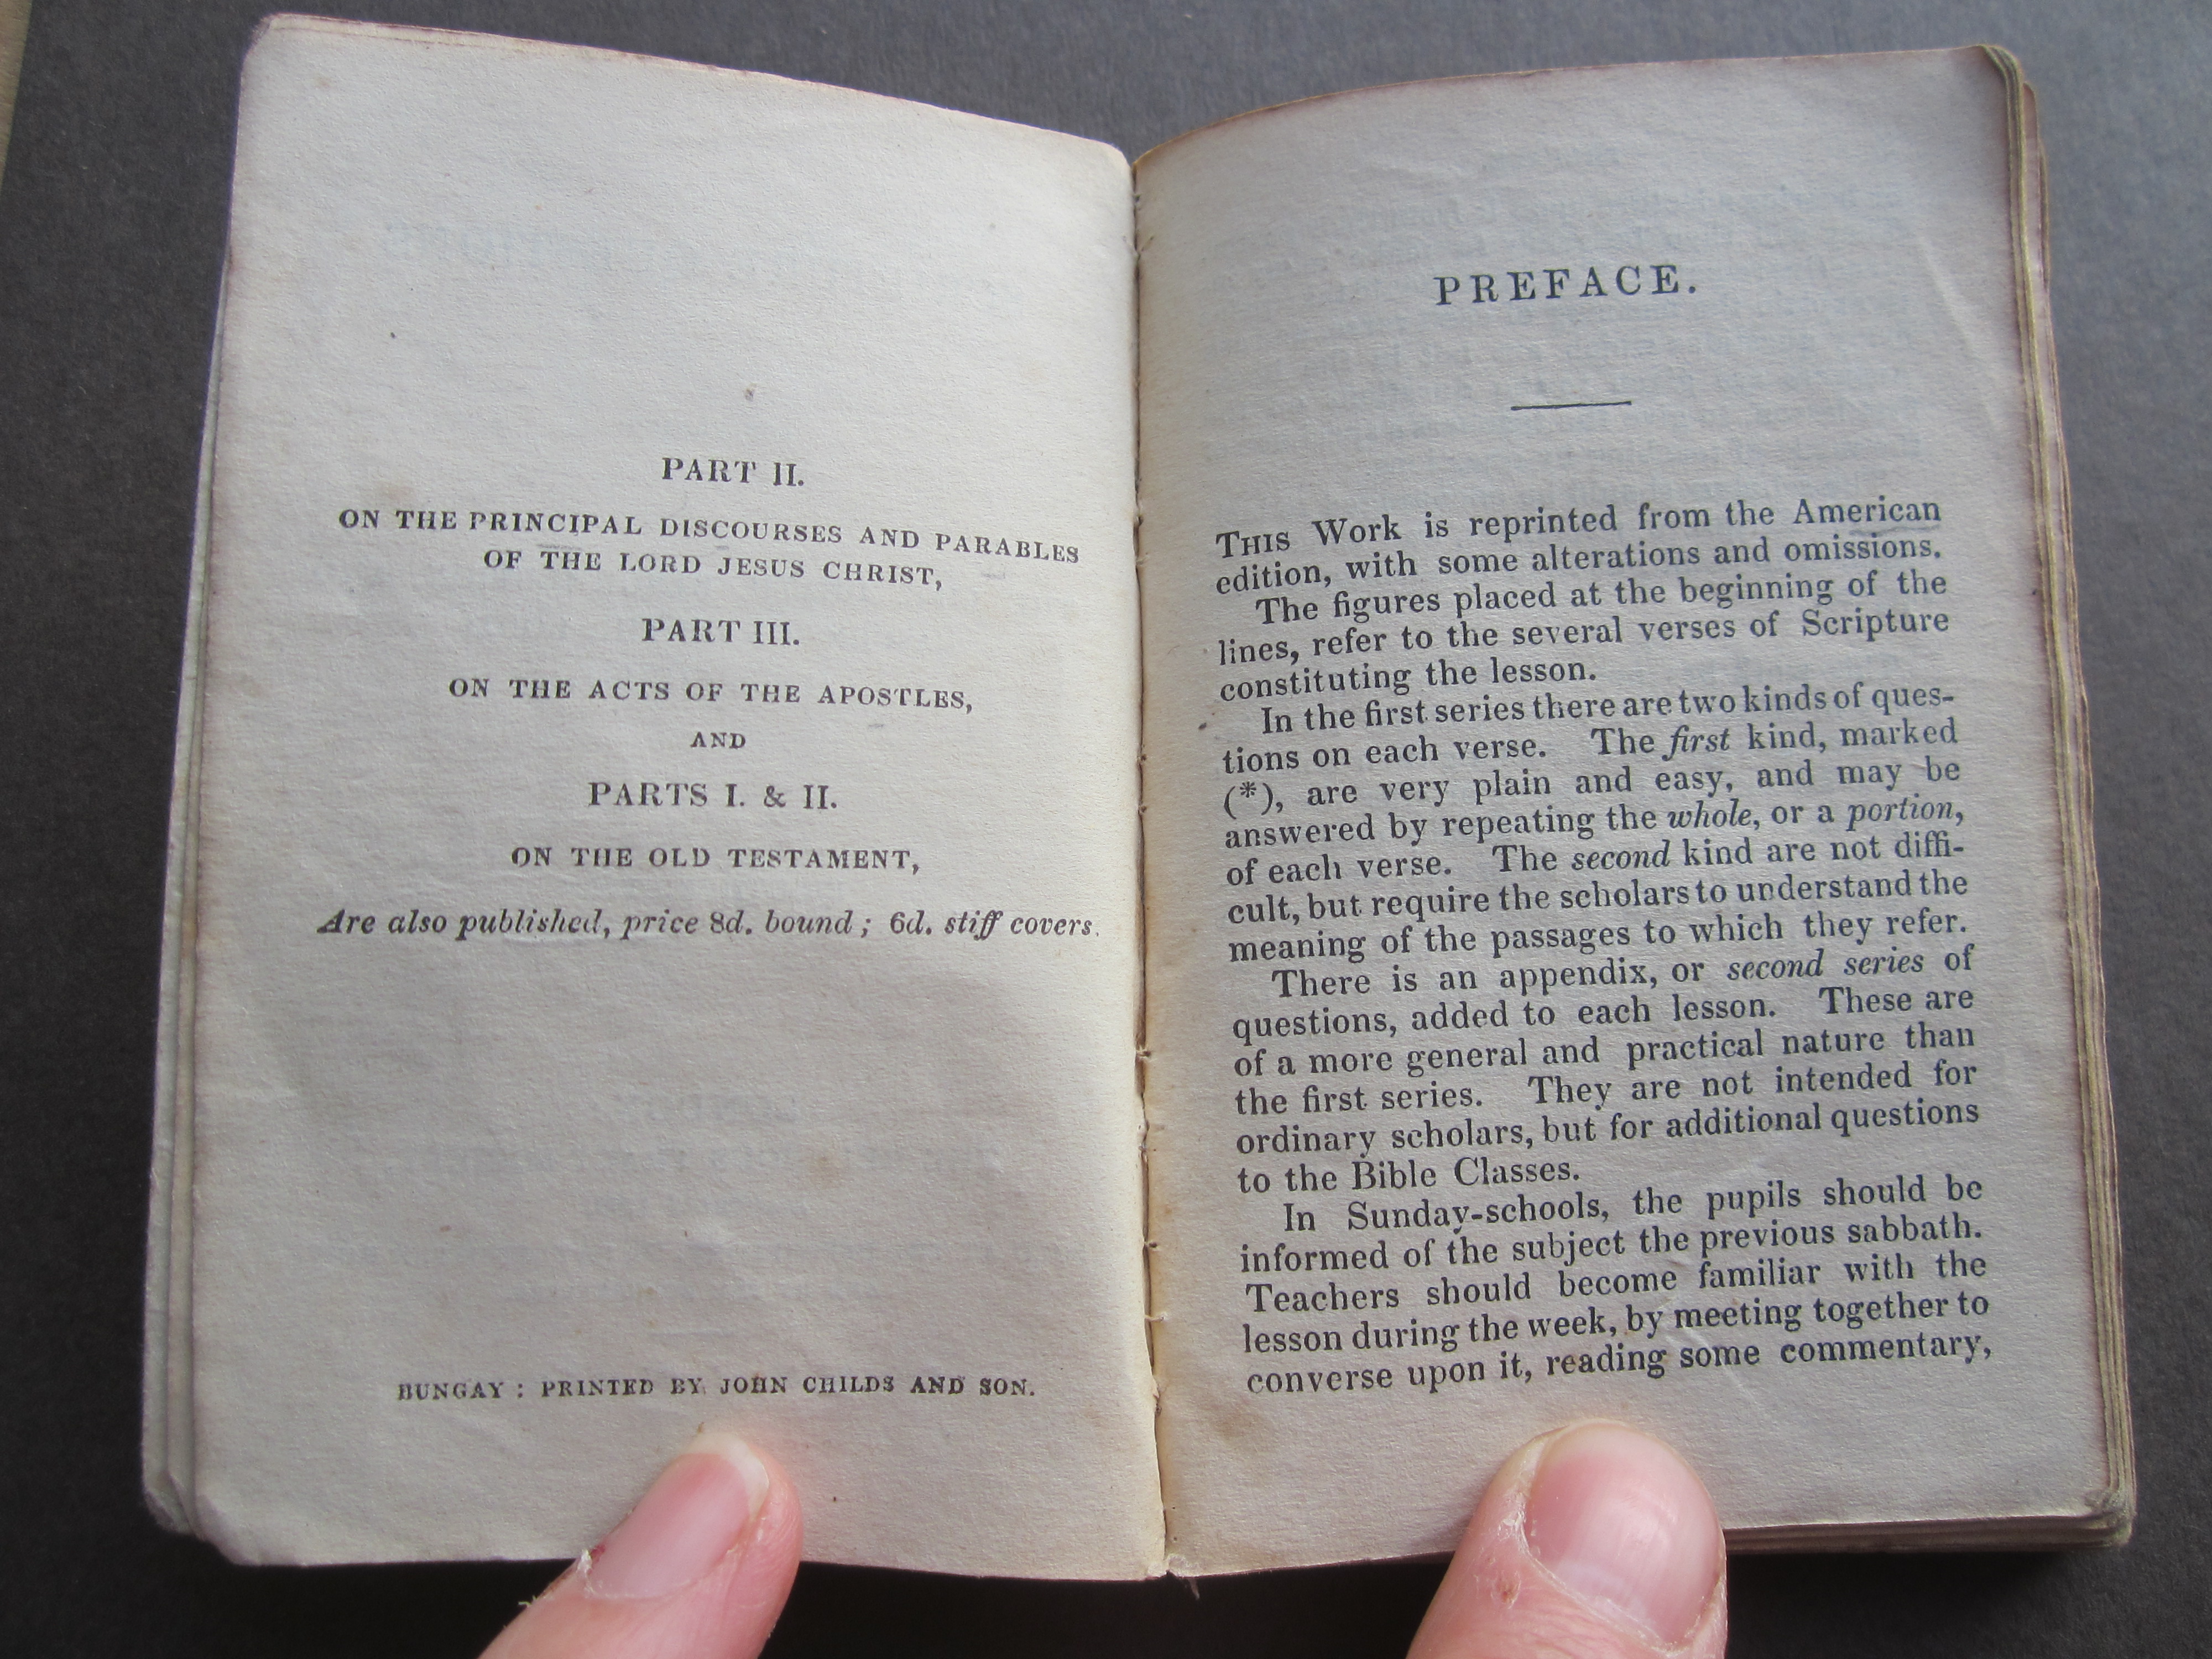 PART II.
ON THE PRINCIPAL DISCOURSES AND PARABLES
OF THE LORD JESUS CHRIST,
PART III.
ON THE ACTS OF THE APOSTLES,
AND
PARTS I. & II.
ON THE OLD TESTAMENT,
Are also published, price 8d. bound; 6d. stiff covers.
BUNGAY: PRINTED BY JOHN CHILDS AND SON.
PREFACE.
THIS Work is reprinted from the American
edition, with some alterations and omissions.
The figures placed at the beginning of the
lines, refer to the several verses of Scripture
constituting the lesson.
In the first series there are two kinds of ques-
tions on each verse. The first kind, marked
(*), are very plain and easy, and may be
answered by repeating the whole, or a portion,
of each verse. The second kind are not diffi-
cult, but require the scholars to understand the
meaning of the passages to which they refer.
There is an appendix, or second series of
questions, added to each lesson. These are
of a more general and practical nature than
the first series. They are not intended for
ordinary scholars, but for additional questions
to the Bible Classes.
In Sunday-schools, the pupils should be
informed of the subject the previous sabbath.
Teachers should become familiar with the
lesson during the week, by meeting together to
converse upon it, reading some commentary,